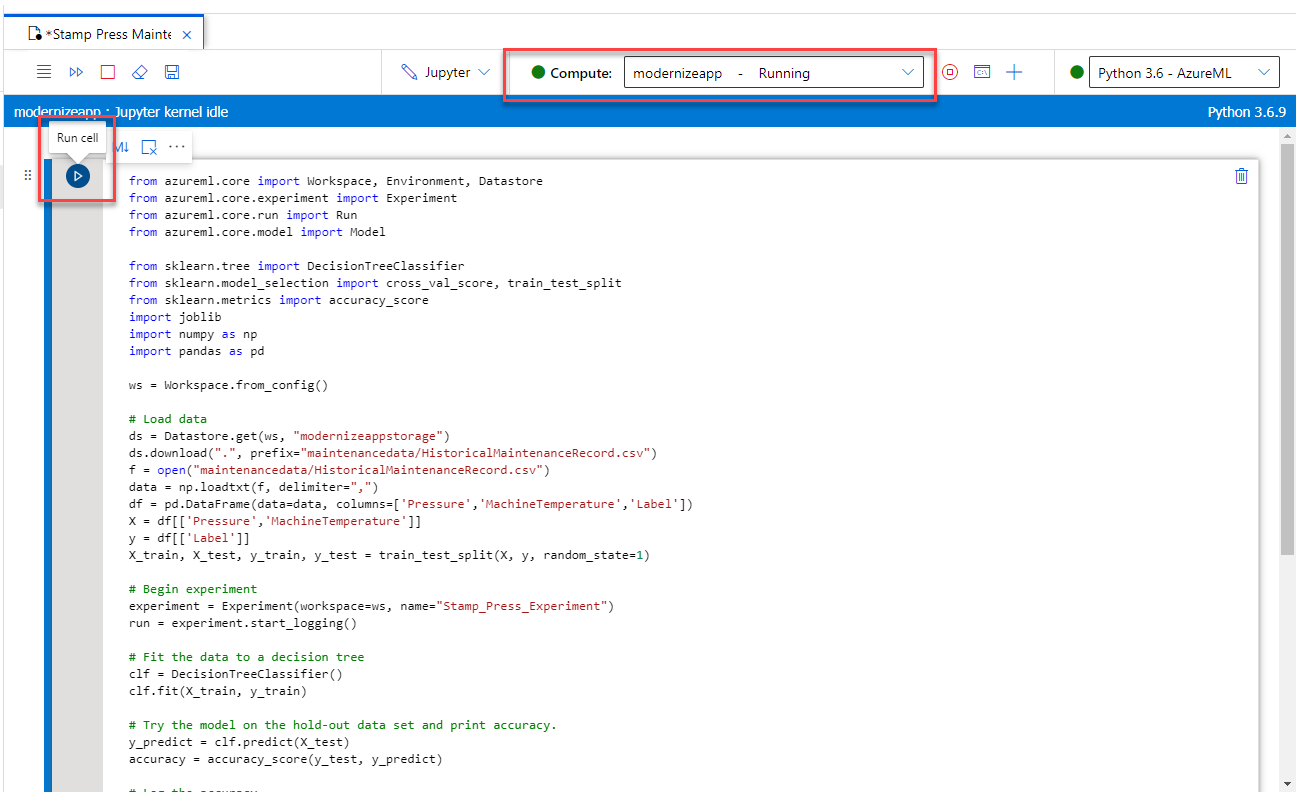 *Stamp Press Mainte
Jupyter
Compute:
modernizeapp - Running
Python 3.6 - AzureML
modernizeapp : Jupyter kernel idle
Python 3.6.9
Run cell
M↓
from azureml.core import Workspace, Environment, Datastore
from azureml.core.experiment import Experiment
from azureml.core.run import Run
from azureml.core.model import Model
from sklearn.tree import DecisionTreeClassifier
from sklearn.model_selection import cross_val_score, train_test_split
from sklearn.metrics import accuracy_score
import joblib
import numpy as np
import pandas as pd
ws = Workspace.from_config()
# Load data
ds = Datastore.get(ws, "modernizeappstorage")
ds.download(".", prefix="maintenancedata/HistoricalMaintenanceRecord.csv")
f = open("maintenancedata/HistoricalMaintenanceRecord.csv")
data = np.loadtxt(f, delimiter=",")
df = pd.DataFrame(data=data, columns=['Pressure','MachineTemperature','Label'])
X = df[['Pressure','MachineTemperature']]
y = df[['Label']]
X_train, X_test, y_train, y_test = train_test_split(X, y, random_state=1)
# Begin experiment
experiment = Experiment(workspace=ws, name="Stamp_Press_Experiment")
run = experiment.start_logging()
# Fit the data to a decision tree
clf = DecisionTreeClassifier()
clf.fit(X_train, y_train)
# Try the model on the hold-out data set and print accuracy.
y_predict = clf.predict(X_test)
accuracy = accuracy_score(y_test, y_predict)
# Log the accuracy